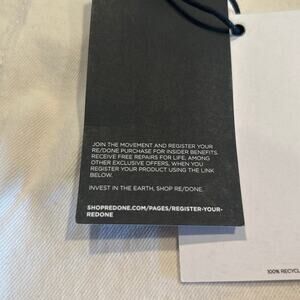 JOIN THE MOVEMENT AND REGISTER YOUR
RE/DONE PURCHASE FOR INSIDER BENEFITS.
RECEIVE FREE REPAIRS FOR LIFE, AMONG
OTHER EXCLUSIVE OFFERS, WHEN YOU
REGISTER YOUR PRODUCT USING THE LINK
BELOW.
INVEST IN THE EARTH, SHOP RE/DONE.
SHOPREDONE.COM/PAGES/REGISTER-YOUR-
REDONE
100% RECYCL